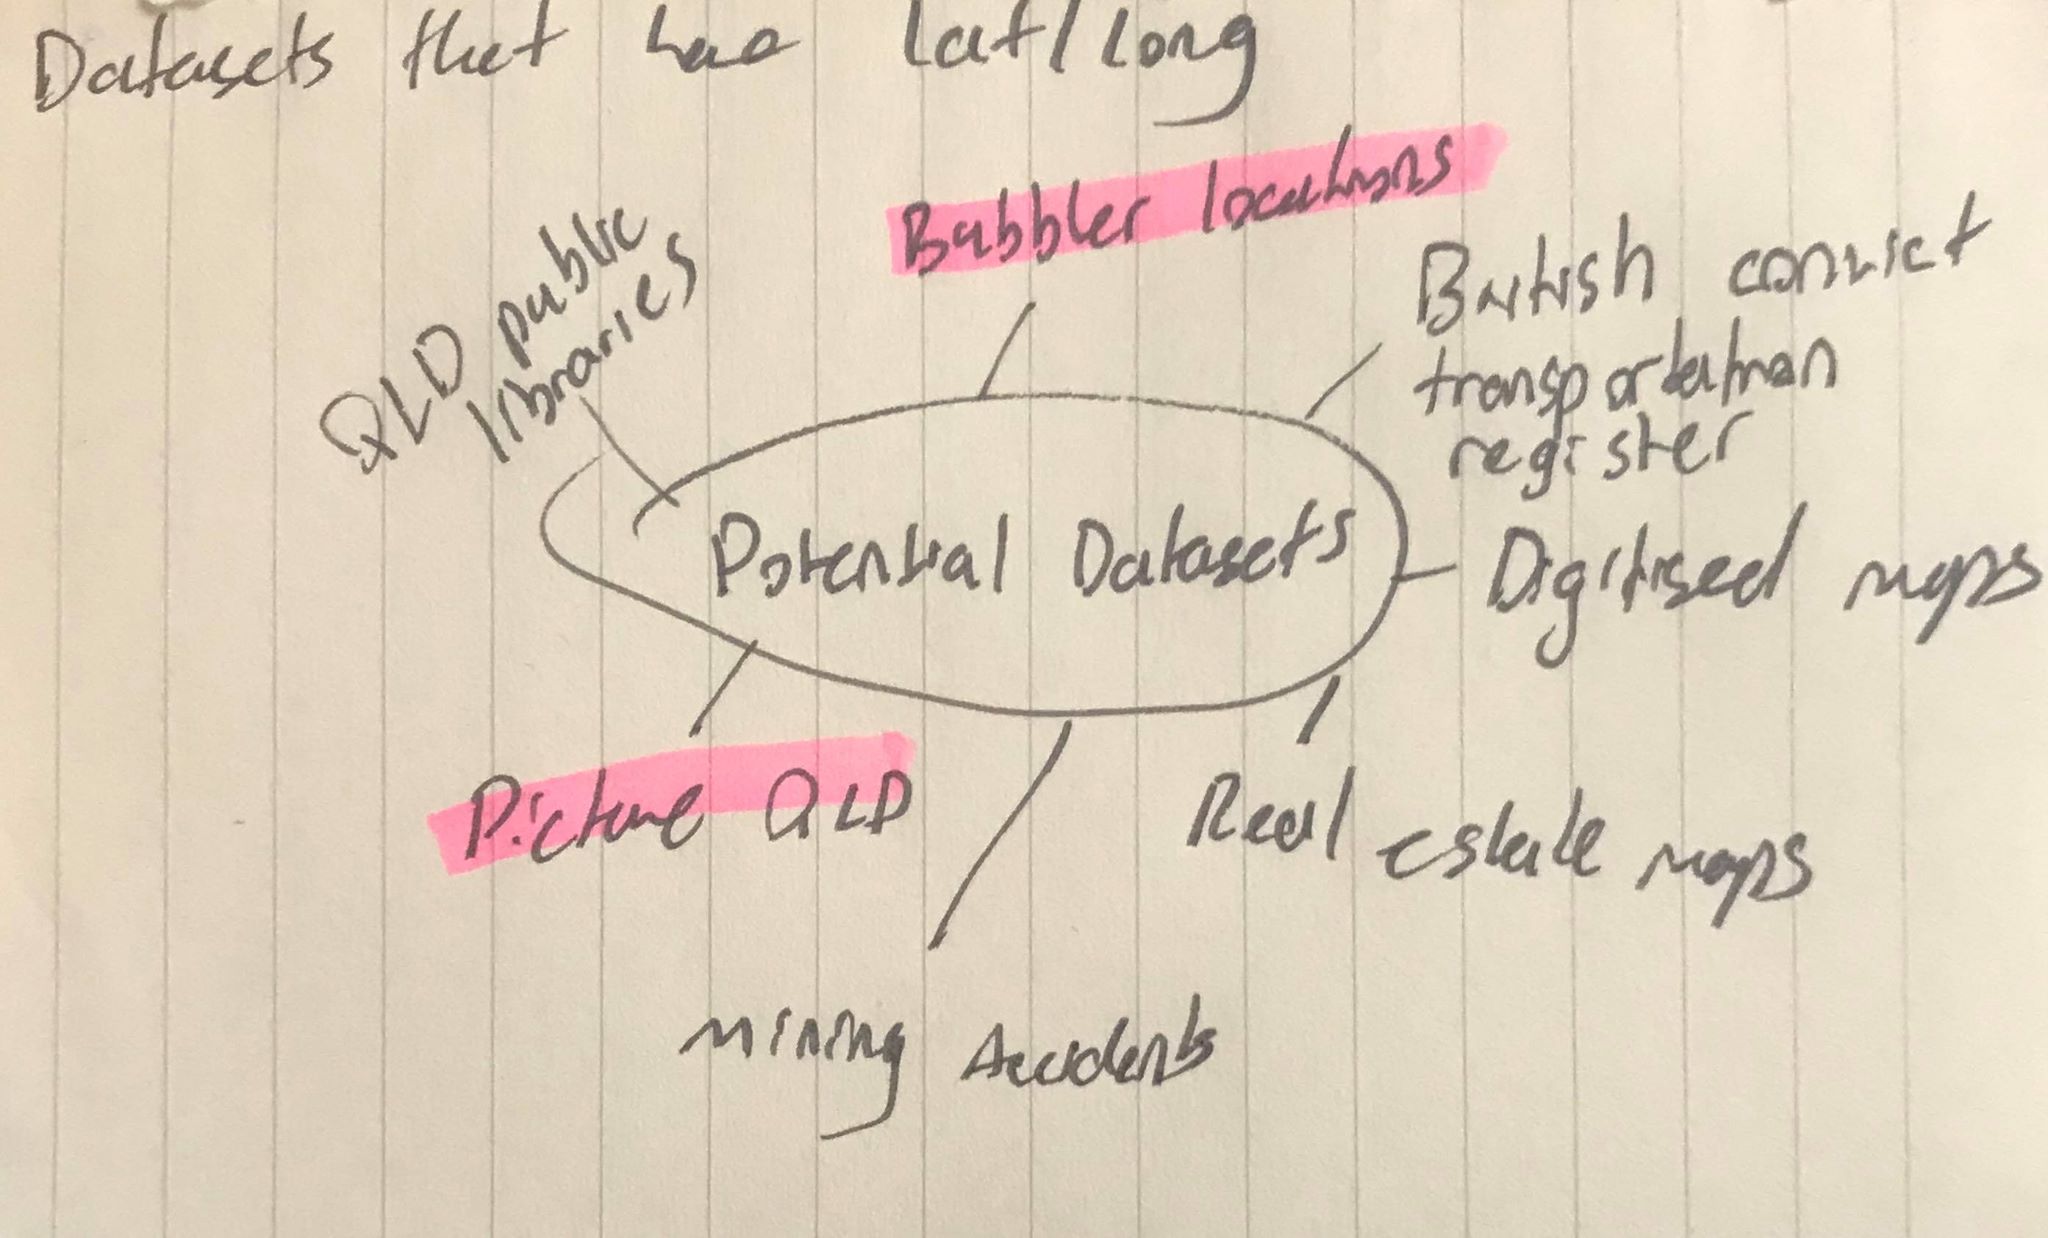 Datasets that have lat/long
Bubbler locations
QLD public
libraries
British convict
transportation
register
Potential Datasets
Digitised maps
Picture QLD
Real estate maps
Mining Accidents